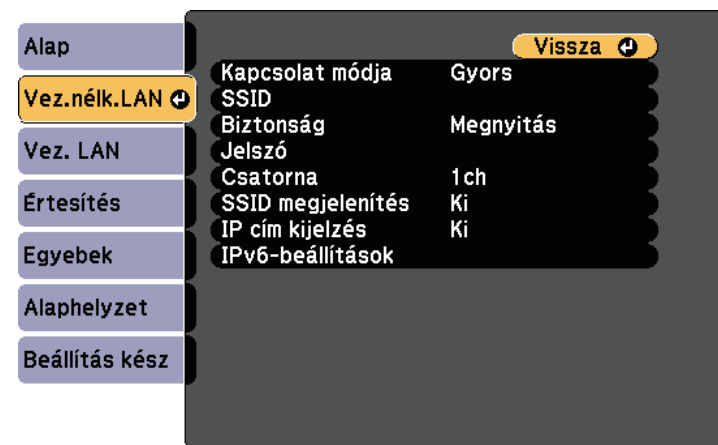 Alap
Vez.nélk.LAN
Vez. LAN
Értesítés
Egyebek
Alaphelyzet
Beállítás kész
Vissza
Kapcsolat módja Gyors
SSID
Biztonság Megnyitás
Jelszó
Csatorna 1ch
SSID megjelenítés Ki
IP cím kijelzés Ki
IPv6-beállítások